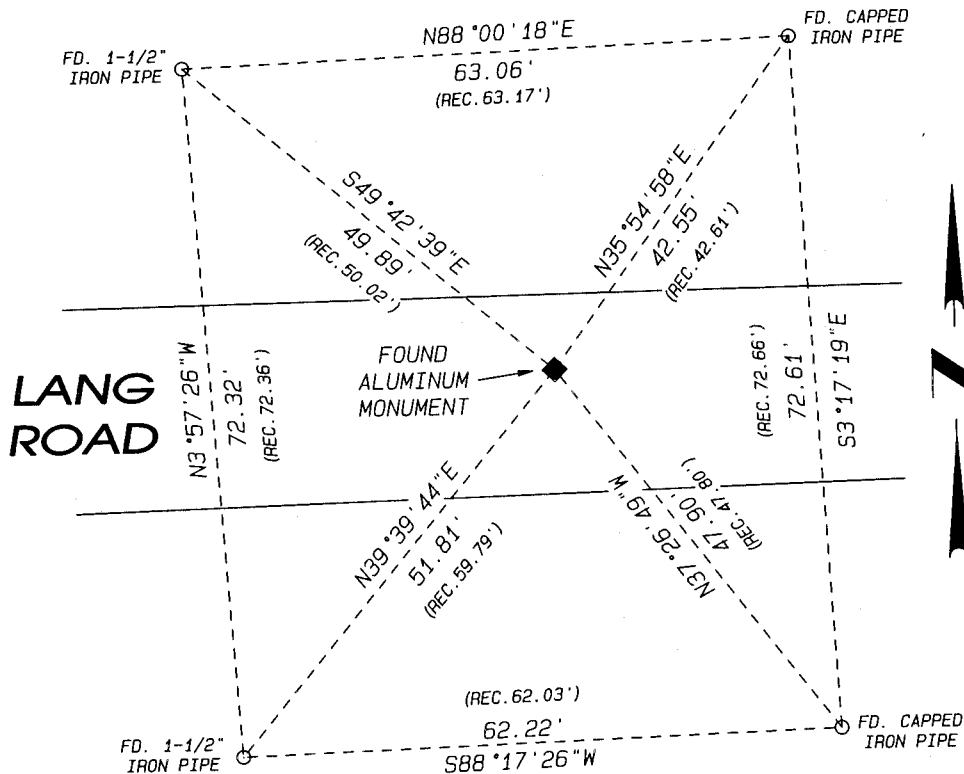 FD. CAPPED
IRON PIPE
N88°00'18"E
FD. 1-1/2"
IRON PIPE
63.06'
(REC.63.17')
S49°42'39"E
49.89'
(REC.50.02')
N35°54'58"E
42.55'
(REC.42.61')
LANG
ROAD
N3°57'26"W
72.32'
(REC.72.36')
FOUND
ALUMINUM
MONUMENT
(REC.72.66')
72.61'
S3°17'19"E
N
N39°39'44"E
51.81'
(REC.59.79')
(REC.47.80')
47.90'
N37°26'49"W
(REC.62.03')
62.22'
S88°17'26"W
FD. 1-1/2"
IRON PIPE
FD. CAPPED
IRON PIPE